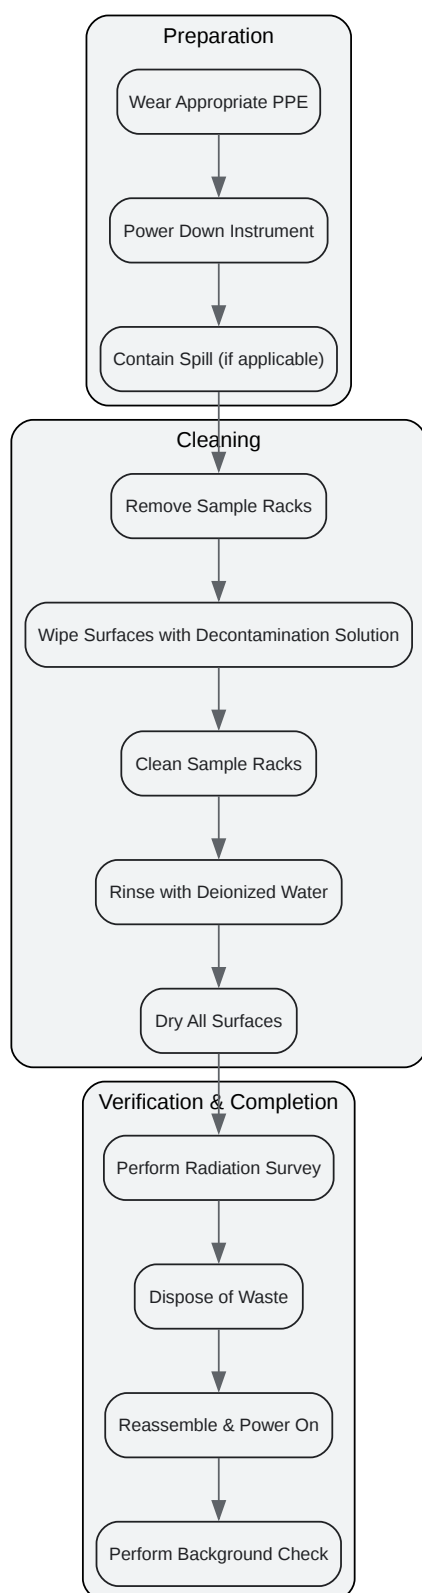 Preparation
Wear Appropriate PPE
Power Down Instrument
Contain Spill (if applicable)
Cleaning
Remove Sample Racks
Wipe Surfaces with Decontamination Solution
Clean Sample Racks
Rinse with Deionized Water
Dry All Surfaces
Verification & Completion
Perform Radiation Survey
Dispose of Waste
Reassemble & Power On
Perform Background Check